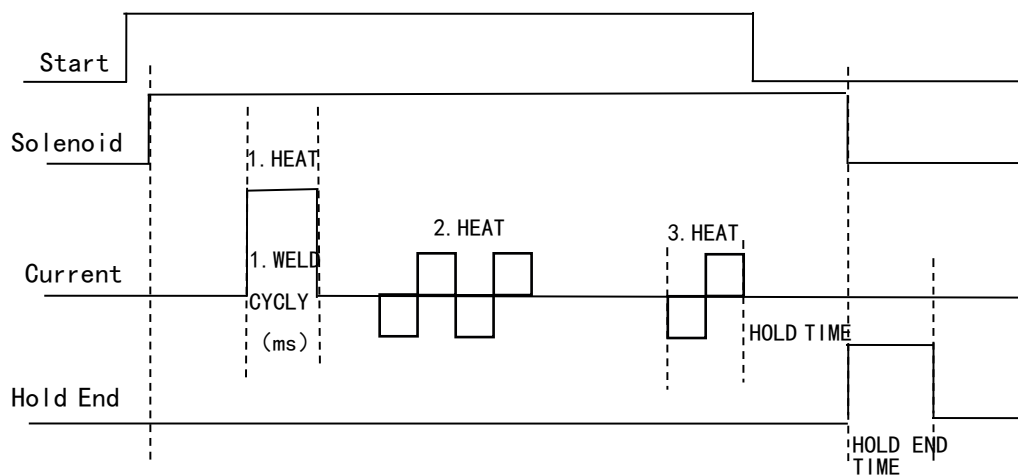 Start
Solenoid
1. HEAT
2. HEAT
3. HEAT
Current
1. WELD
CYCLY
（ms）
HOLD TIME
Hold End
HOLD END
TIME